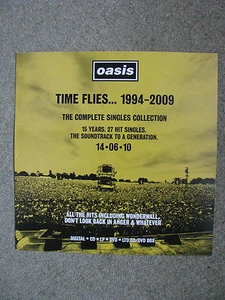 oasis
TIME FLIES... 1994-2009
THE COMPLETE SINGLES COLLECTION
15 YEARS. 27 HIT SINGLES.
THE SOUNDTRACK TO A GENERATION.
14•06•10
ALL THE HITS INCLUDING WONDERWALL,
DON'T LOOK BACK IN ANGER & WHATEVER
DIGITAL • CD • LP • DVD • LTD CD/DVD BOX